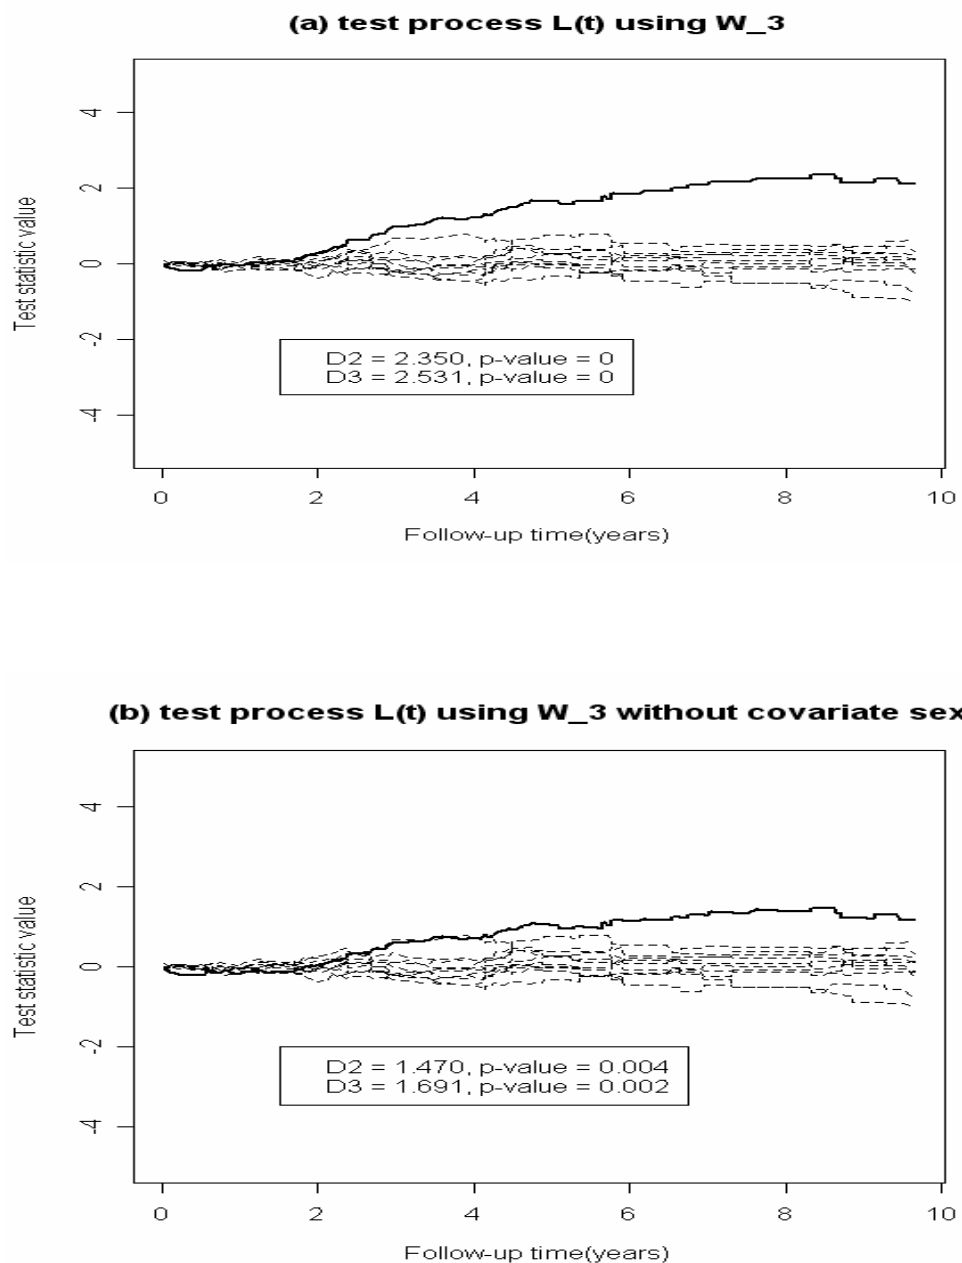 (a) test process L(t) using W_3
4
2
0
-2
-4
Test statistic value
D2 = 2.350, p-value = 0
D3 = 2.531, p-value = 0
0 2 4 6 8 10
Follow-up time(years)
(b) test process L(t) using W_3 without covariate sex
4
2
0
-2
-4
Test statistic value
D2 = 1.470, p-value = 0.004
D3 = 1.691, p-value = 0.002
0 2 4 6 8 10
Follow-up time(years)